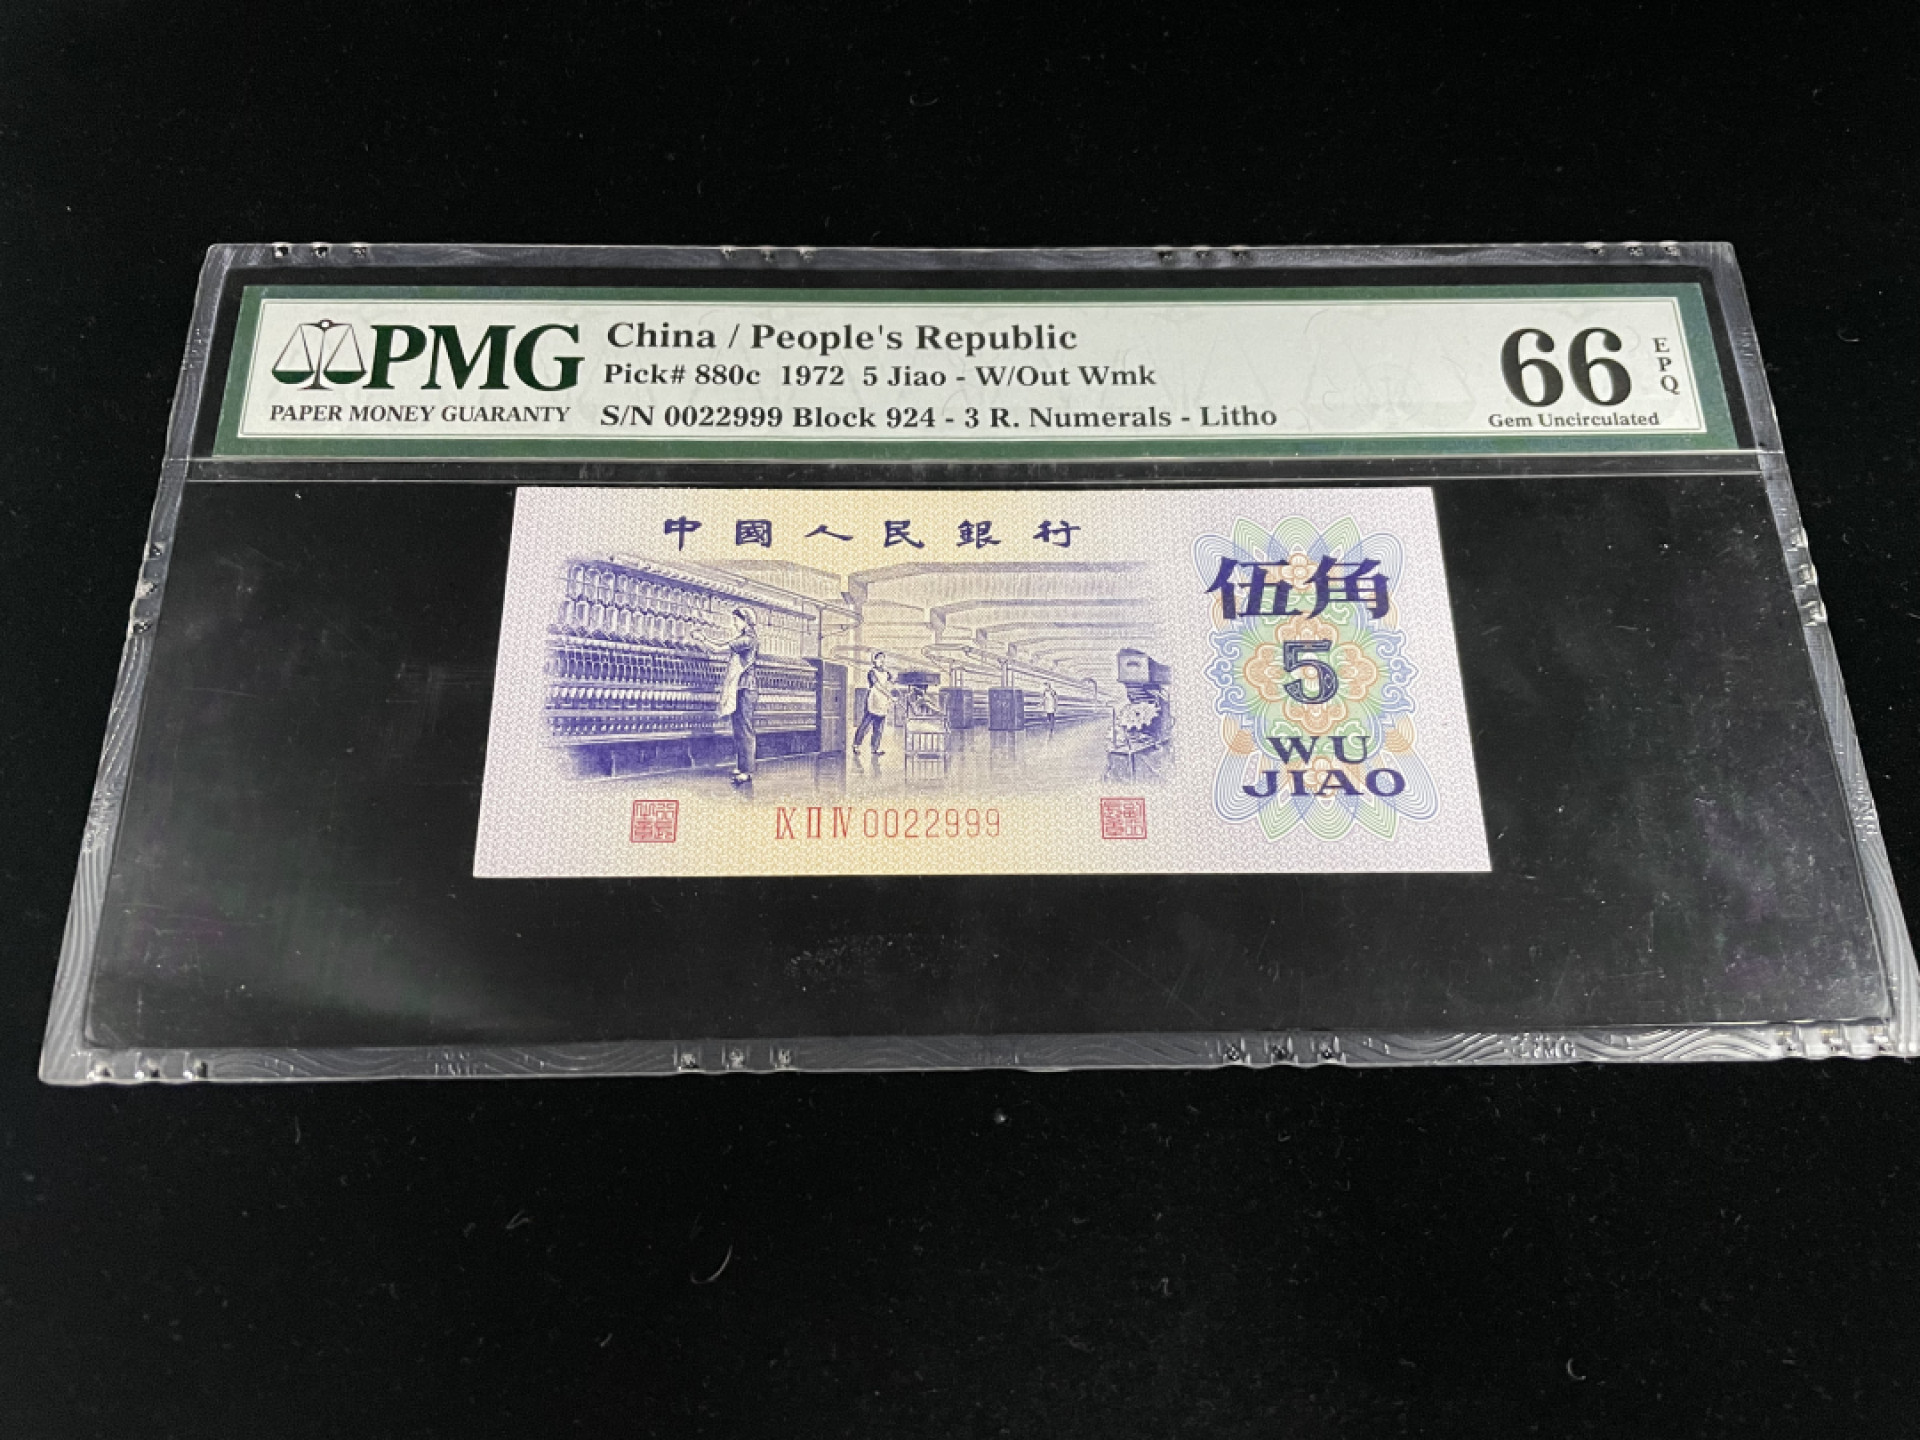 PMG
PAPER MONEY GUARANTY
China / People's Republic
Pick# 880c 1972 5 Jiao - W/Out Wmk
S/N 0022999 Block 924 - 3 R. Numerals - Litho
66
EPQ
Gem Uncirculated
中國人民銀行
伍角
5
WU
JIAO
IX II IV 0022999
PMG